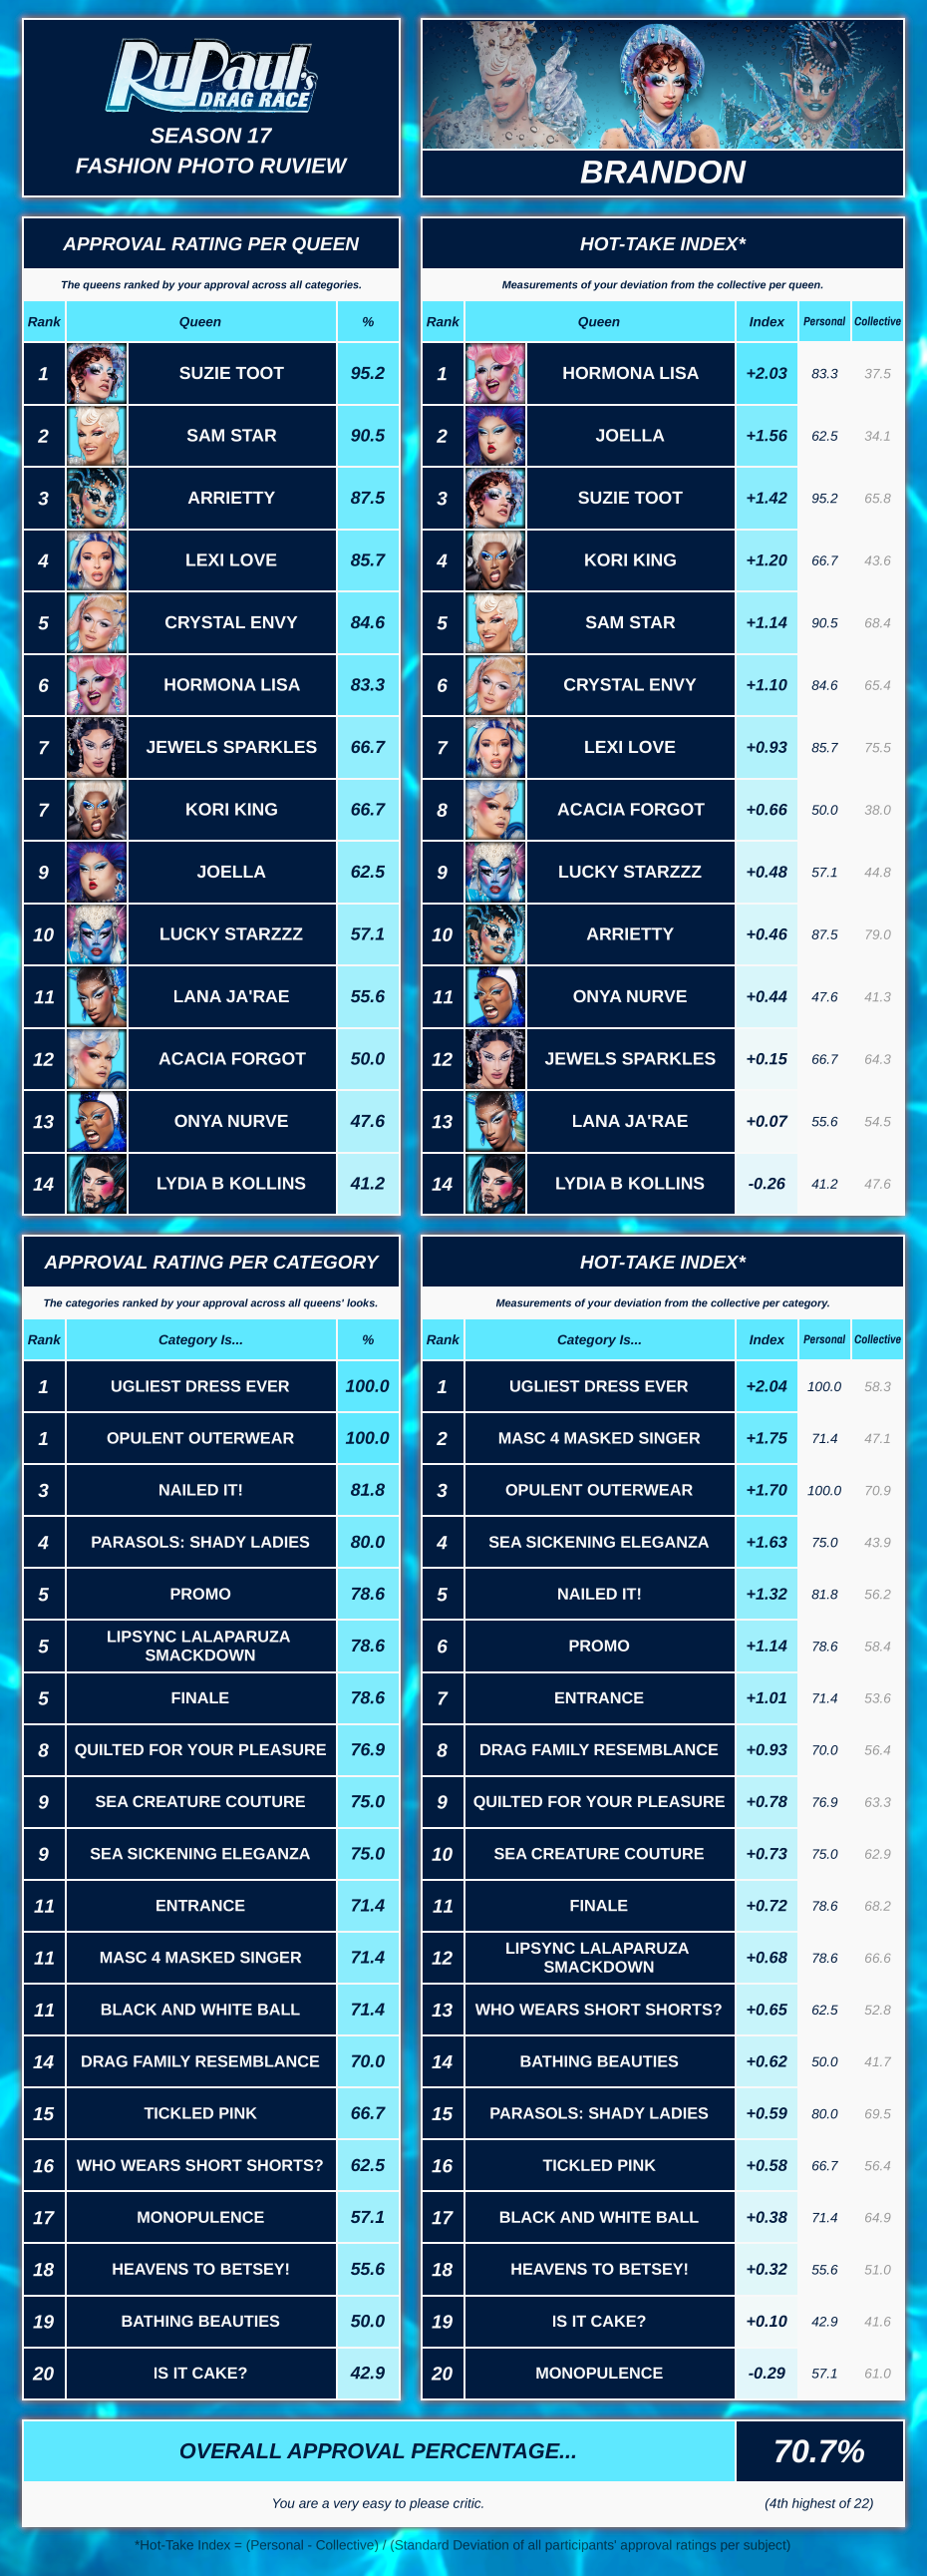 RuPaul's
DRAG RACE
SEASON 17
FASHION PHOTO RUVIEW
BRANDON
APPROVAL RATING PER QUEEN
The queens ranked by your approval across all categories.
Rank Queen %
1 SUZIE TOOT 95.2
2 SAM STAR 90.5
3 ARRIETTY 87.5
4 LEXI LOVE 85.7
5 CRYSTAL ENVY 84.6
6 HORMONA LISA 83.3
7 JEWELS SPARKLES 66.7
7 KORI KING 66.7
9 JOELLA 62.5
10 LUCKY STARZZZ 57.1
11 LANA JA'RAE 55.6
12 ACACIA FORGOT 50.0
13 ONYA NURVE 47.6
14 LYDIA B KOLLINS 41.2
HOT-TAKE INDEX*
Measurements of your deviation from the collective per queen.
Rank Queen Index Personal Collective
1 HORMONA LISA +2.03 83.3 37.5
2 JOELLA +1.56 62.5 34.1
3 SUZIE TOOT +1.42 95.2 65.8
4 KORI KING +1.20 66.7 43.6
5 SAM STAR +1.14 90.5 68.4
6 CRYSTAL ENVY +1.10 84.6 65.4
7 LEXI LOVE +0.93 85.7 75.5
8 ACACIA FORGOT +0.66 50.0 38.0
9 LUCKY STARZZZ +0.48 57.1 44.8
10 ARRIETTY +0.46 87.5 79.0
11 ONYA NURVE +0.44 47.6 41.3
12 JEWELS SPARKLES +0.15 66.7 64.3
13 LANA JA'RAE +0.07 55.6 54.5
14 LYDIA B KOLLINS -0.26 41.2 47.6
APPROVAL RATING PER CATEGORY
The categories ranked by your approval across all queens' looks.
Rank Category Is... %
1 UGLIEST DRESS EVER 100.0
1 OPULENT OUTERWEAR 100.0
3 NAILED IT! 81.8
4 PARASOLS: SHADY LADIES 80.0
5 PROMO 78.6
5 LIPSYNC LALAPARUZA
SMACKDOWN 78.6
5 FINALE 78.6
8 QUILTED FOR YOUR PLEASURE 76.9
9 SEA CREATURE COUTURE 75.0
9 SEA SICKENING ELEGANZA 75.0
11 ENTRANCE 71.4
11 MASC 4 MASKED SINGER 71.4
11 BLACK AND WHITE BALL 71.4
14 DRAG FAMILY RESEMBLANCE 70.0
15 TICKLED PINK 66.7
16 WHO WEARS SHORT SHORTS? 62.5
17 MONOPULENCE 57.1
18 HEAVENS TO BETSEY! 55.6
19 BATHING BEAUTIES 50.0
20 IS IT CAKE? 42.9
HOT-TAKE INDEX*
Measurements of your deviation from the collective per category.
Rank Category Is... Index Personal Collective
1 UGLIEST DRESS EVER +2.04 100.0 58.3
2 MASC 4 MASKED SINGER +1.75 71.4 47.1
3 OPULENT OUTERWEAR +1.70 100.0 70.9
4 SEA SICKENING ELEGANZA +1.63 75.0 43.9
5 NAILED IT! +1.32 81.8 56.2
6 PROMO +1.14 78.6 58.4
7 ENTRANCE +1.01 71.4 53.6
8 DRAG FAMILY RESEMBLANCE +0.93 70.0 56.4
9 QUILTED FOR YOUR PLEASURE +0.78 76.9 63.3
10 SEA CREATURE COUTURE +0.73 75.0 62.9
11 FINALE +0.72 78.6 68.2
12 LIPSYNC LALAPARUZA
SMACKDOWN +0.68 78.6 66.6
13 WHO WEARS SHORT SHORTS? +0.65 62.5 52.8
14 BATHING BEAUTIES +0.62 50.0 41.7
15 PARASOLS: SHADY LADIES +0.59 80.0 69.5
16 TICKLED PINK +0.58 66.7 56.4
17 BLACK AND WHITE BALL +0.38 71.4 64.9
18 HEAVENS TO BETSEY! +0.32 55.6 51.0
19 IS IT CAKE? +0.10 42.9 41.6
20 MONOPULENCE -0.29 57.1 61.0
OVERALL APPROVAL PERCENTAGE... 70.7%
You are a very easy to please critic. (4th highest of 22)
*Hot-Take Index = (Personal - Collective) / (Standard Deviation of all participants' approval ratings per subject)